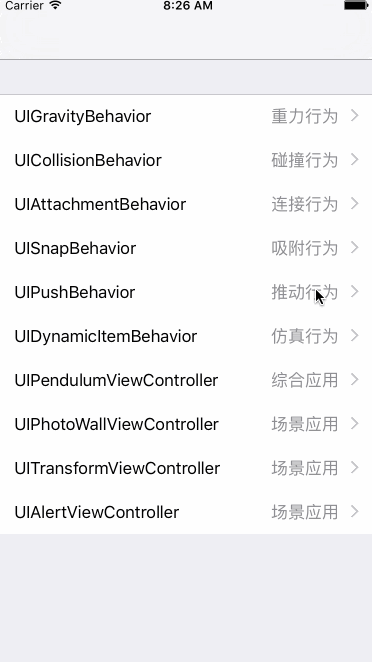 Carrier 8:26 AM
UIGravityBehavior 重力行为
UICollisionBehavior 碰撞行为
UIAttachmentBehavior 连接行为
UISnapBehavior 吸附行为
UIPushBehavior 推动行为
UIDynamicItemBehavior 仿真行为
UIPendulumViewController 综合应用
UIPhotoWallViewController 场景应用
UITransformViewController 场景应用
UIAlertViewController 场景应用